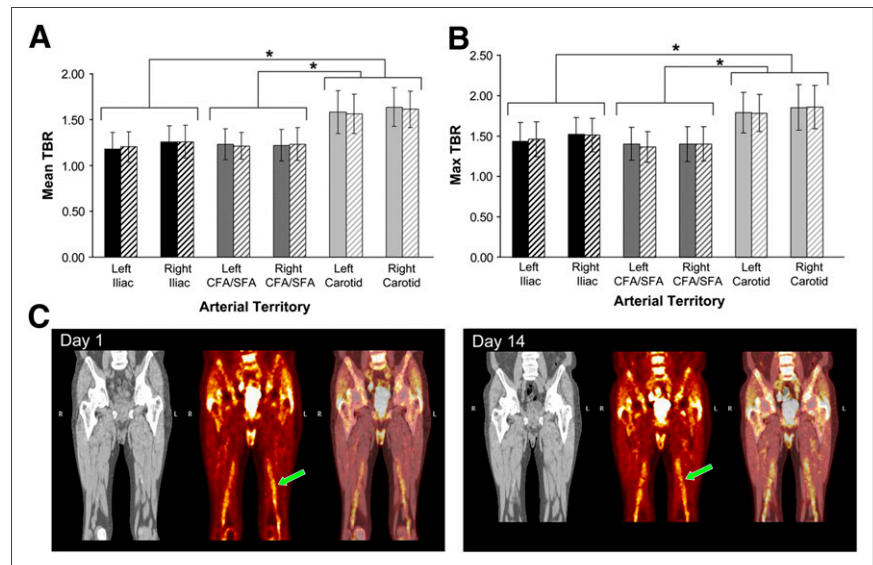 A
*
*
2.00
1.50
1.00
0.50
0.00
Mean TBR
Left Iliac
Right Iliac
Left CFA/SFA
Right CFA/SFA
Left Carotid
Right Carotid
Arterial Territory
B
*
*
2.50
2.00
1.50
1.00
0.50
0.00
Max TBR
Left Iliac
Right Iliac
Left CFA/SFA
Right CFA/SFA
Left Carotid
Right Carotid
Arterial Territory
C
Day 1
R L R L R L
Day 14
R L R L R L